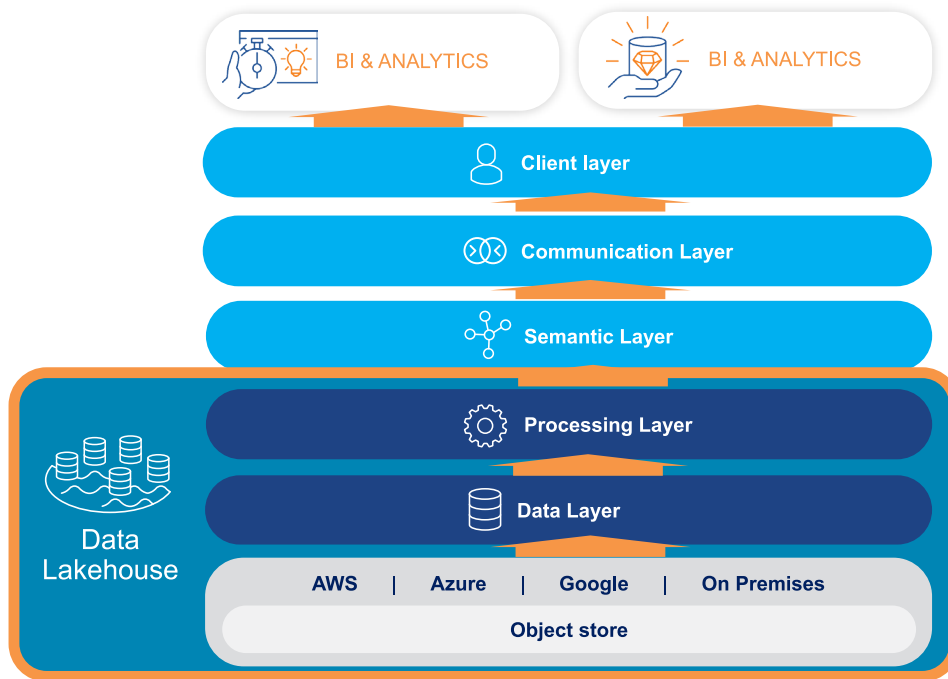 BI & ANALYTICS
BI & ANALYTICS
Client layer
Communication Layer
Semantic Layer
Processing Layer
Data Layer
Data
Lakehouse
AWS | Azure | Google | On Premises
Object store